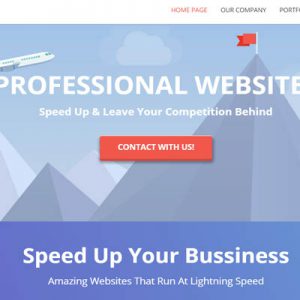 HOME PAGE OUR COMPANY PORTF
PROFESSIONAL WEBSITE
Speed Up & Leave Your Competition Behind
CONTACT WITH US!
Speed Up Your Bussiness
Amazing Websites That Run At Lightning Speed